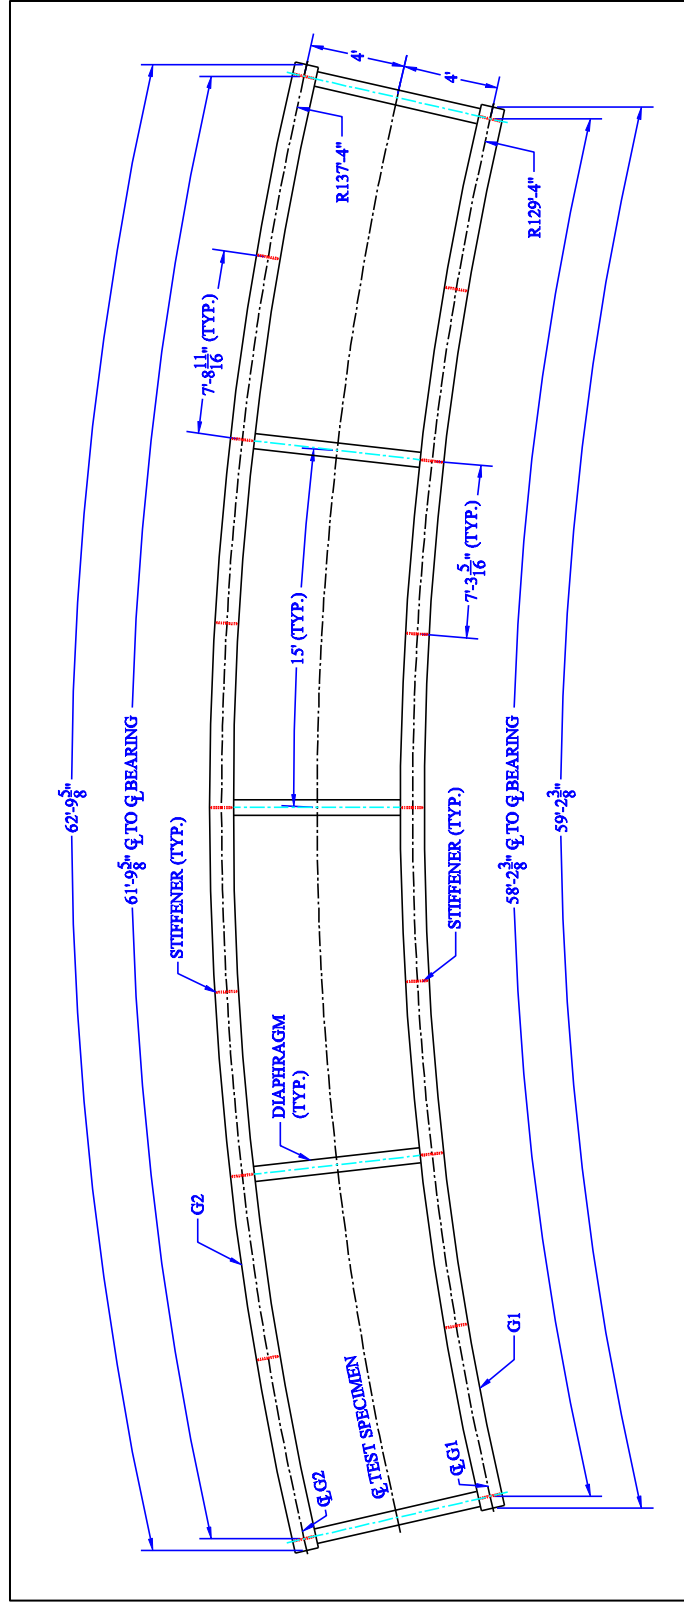 62'-9 5/8"
61'-9 5/8" ℄ TO ℄ BEARING
STIFFENER (TYP.)
7'-8 11/16" (TYP.)
4'
4'
R137'-4"
R129'-4"
G2
DIAPHRAGM
(TYP.)
15' (TYP.)
7'-3 5/16" (TYP.)
℄ G2
℄ TEST SPECIMEN
℄ G1
G1
STIFFENER (TYP.)
58'-2 3/8" ℄ TO ℄ BEARING
59'-2 3/8"